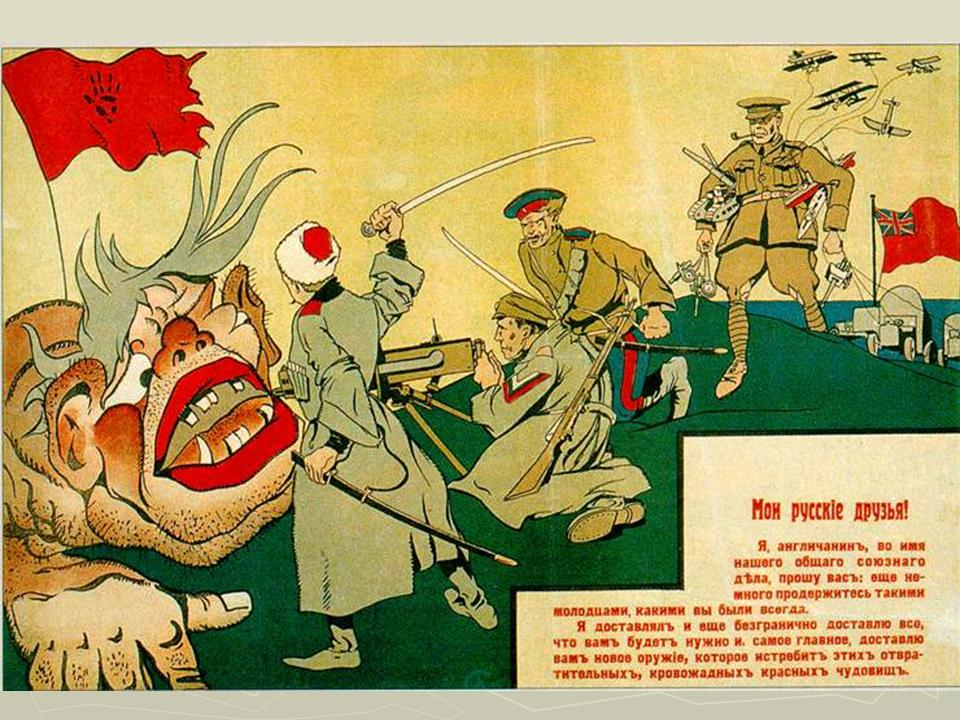 Мои русскіе друзья!
Я, англичанинъ, во имя
нашего общаго союзнаго
дѣла, прошу васъ: еще не-
много продержитесь такими
молодцами, какими вы были всегда.
Я доставлялъ и еще безгранично доставлю все,
что вамъ будетъ нужно и. самое главное, доставлю
вамъ новое оружіе, которое истребитъ этихъ отвра-
тительныхъ, кровожадныхъ красныхъ чудовищъ.